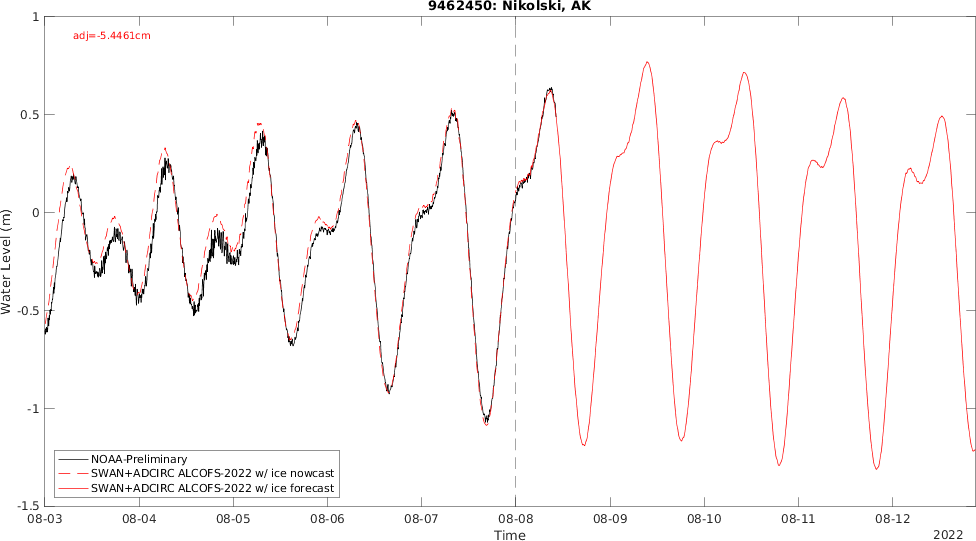 9462450: Nikolski, AK
adj=-5.4461cm
Water Level (m)
1
0.5
0
-0.5
-1
-1.5
NOAA-Preliminary
SWAN+ADCIRC ALCOFS-2022 w/ ice nowcast
SWAN+ADCIRC ALCOFS-2022 w/ ice forecast
08-03 08-04 08-05 08-06 08-07 08-08 08-09 08-10 08-11 08-12
Time
2022